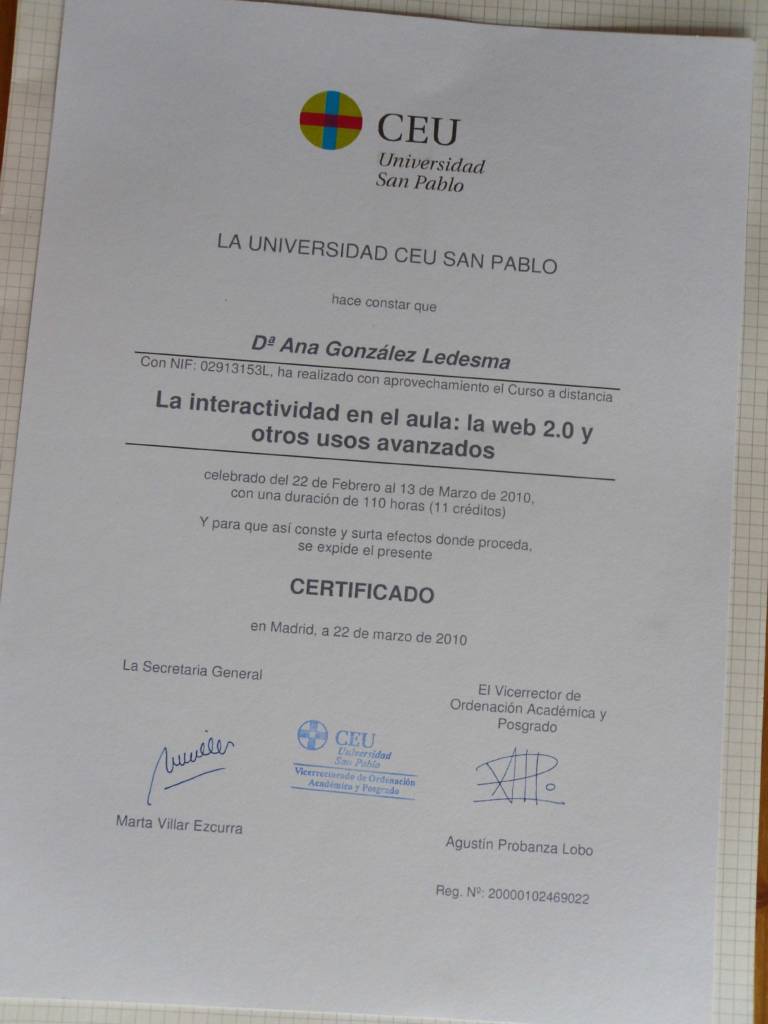 CEU
Universidad
San Pablo
LA UNIVERSIDAD CEU SAN PABLO
hace constar que
Dª Ana González Ledesma
Con NIF: 02913153L, ha realizado con aprovechamiento el Curso a distancia
La interactividad en el aula: la web 2.0 y
otros usos avanzados
celebrado del 22 de Febrero al 13 de Marzo de 2010,
con una duración de 110 horas (11 créditos)
Y para que así conste y surta efectos donde proceda,
se expide el presente
CERTIFICADO
en Madrid, a 22 de marzo de 2010
La Secretaria General
El Vicerrector de
Ordenación Académica y
Posgrado
CEU
Universidad
San Pablo
Vicerrectorado de Ordenación
Académica y Posgrado
Marta Villar Ezcurra
Agustín Probanza Lobo
Reg. Nº: 20000102469022